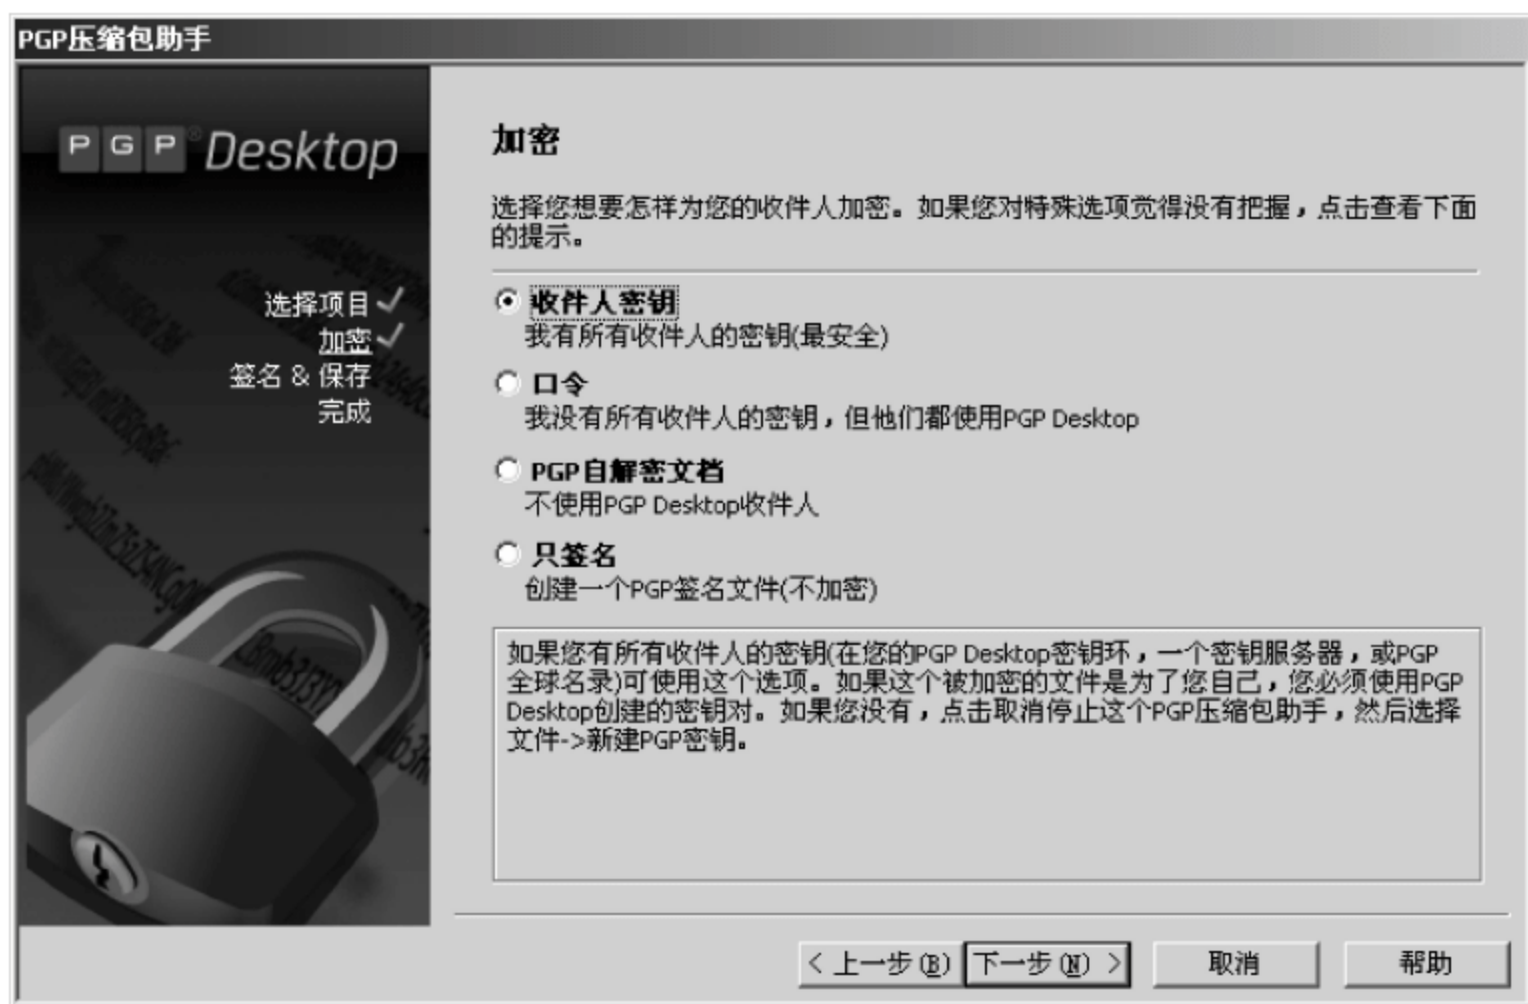 PGP压缩包助手
PGP® Desktop
选择项目
加密
签名 & 保存
完成
加密
选择您想要怎样为您的收件人加密。如果您对特殊选项觉得没有把握，点击查看下面
的提示。
收件人密钥
我有所有收件人的密钥(最安全)
口令
我没有所有收件人的密钥，但他们都使用PGP Desktop
PGP自解密文档
不使用PGP Desktop收件人
只签名
创建一个PGP签名文件(不加密)
如果您有所有收件人的密钥(在您的PGP Desktop密钥环，一个密钥服务器，或PGP
全球名录)可使用这个选项。如果这个被加密的文件是为了您自己，您必须使用PGP
Desktop创建的密钥对。如果您没有，点击取消停止这个PGP压缩包助手，然后选择
文件->新建PGP密钥。
< 上一步(B) 下一步(N) > 取消 帮助